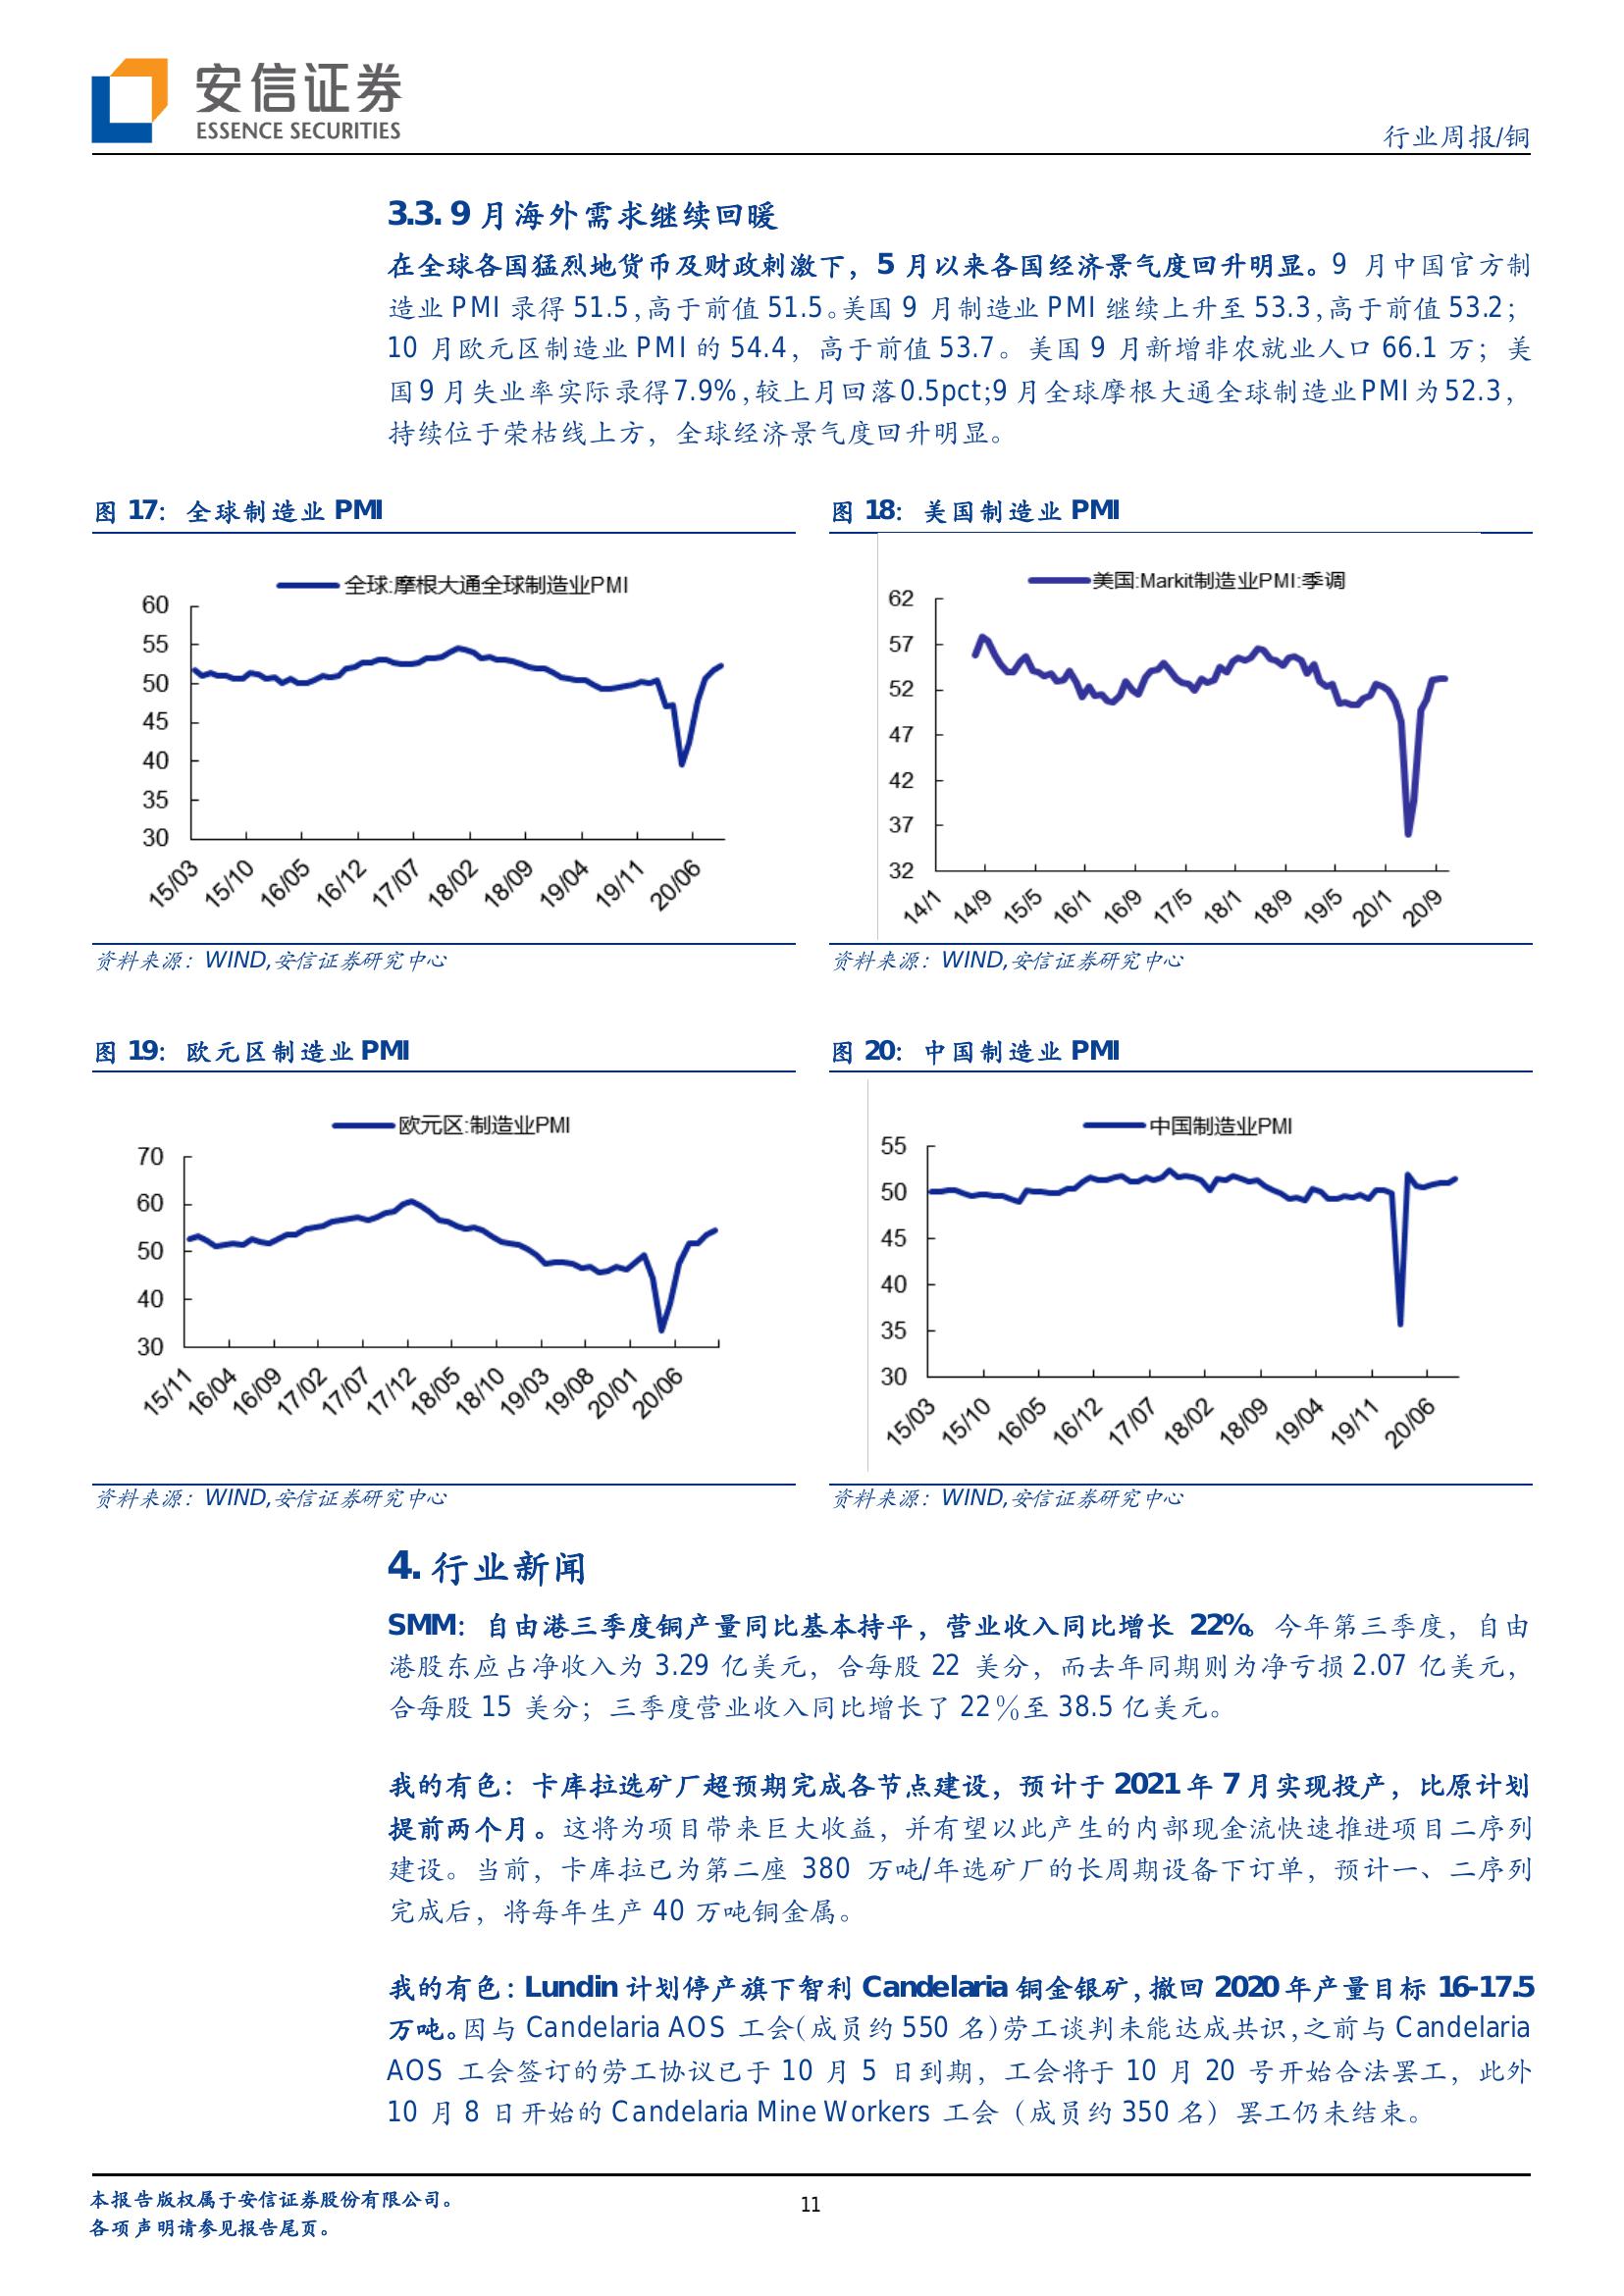 安信证券
ESSENCE SECURITIES
行业周报/铜
3.3. 9 月海外需求继续回暖
在全球各国猛烈地货币及财政刺激下，5 月以来各国经济景气度回升明显。9 月中国官方制
造业 PMI 录得 51.5,高于前值 51.5。美国 9 月制造业 PMI 继续上升至 53.3,高于前值 53.2；
10 月欧元区制造业 PMI 的 54.4，高于前值 53.7。美国 9 月新增非农就业人口 66.1 万；美
国 9 月失业率实际录得 7.9%,较上月回落 0.5pct;9 月全球摩根大通全球制造业 PMI 为 52.3，
持续位于荣枯线上方，全球经济景气度回升明显。
图 17：全球制造业 PMI
全球:摩根大通全球制造业PMI
60
55
50
45
40
35
30
15/03 15/10 16/05 16/12 17/07 18/02 18/09 19/04 19/11 20/06
资料来源：WIND,安信证券研究中心
图 18：美国制造业 PMI
美国:Markit制造业PMI:季调
62
57
52
47
42
37
32
14/1 14/9 15/5 16/1 16/9 17/5 18/1 18/9 19/5 20/1 20/9
资料来源：WIND,安信证券研究中心
图 19：欧元区制造业 PMI
欧元区:制造业PMI
70
60
50
40
30
15/11 16/04 16/09 17/02 17/07 17/12 18/05 18/10 19/03 19/08 20/01 20/06
资料来源：WIND,安信证券研究中心
图 20：中国制造业 PMI
中国制造业PMI
55
50
45
40
35
30
15/03 15/10 16/05 16/12 17/07 18/02 18/09 19/04 19/11 20/06
资料来源：WIND,安信证券研究中心
4. 行业新闻
SMM：自由港三季度铜产量同比基本持平，营业收入同比增长 22%。今年第三季度，自由
港股东应占净收入为 3.29 亿美元，合每股 22 美分，而去年同期则为净亏损 2.07 亿美元，
合每股 15 美分；三季度营业收入同比增长了 22％至 38.5 亿美元。
我的有色：卡库拉选矿厂超预期完成各节点建设，预计于 2021 年 7 月实现投产，比原计划
提前两个月。这将为项目带来巨大收益，并有望以此产生的内部现金流快速推进项目二序列
建设。当前，卡库拉已为第二座 380 万吨/年选矿厂的长周期设备下订单，预计一、二序列
完成后，将每年生产 40 万吨铜金属。
我的有色：Lundin 计划停产旗下智利 Candelaria 铜金银矿，撤回 2020 年产量目标 16-17.5
万吨。因与 Candelaria AOS 工会(成员约 550 名)劳工谈判未能达成共识,之前与 Candelaria
AOS 工会签订的劳工协议已于 10 月 5 日到期，工会将于 10 月 20 号开始合法罢工，此外
10 月 8 日开始的 Candelaria Mine Workers 工会（成员约 350 名）罢工仍未结束。
本报告版权属于安信证券股份有限公司。
各项声明请参见报告尾页。
11